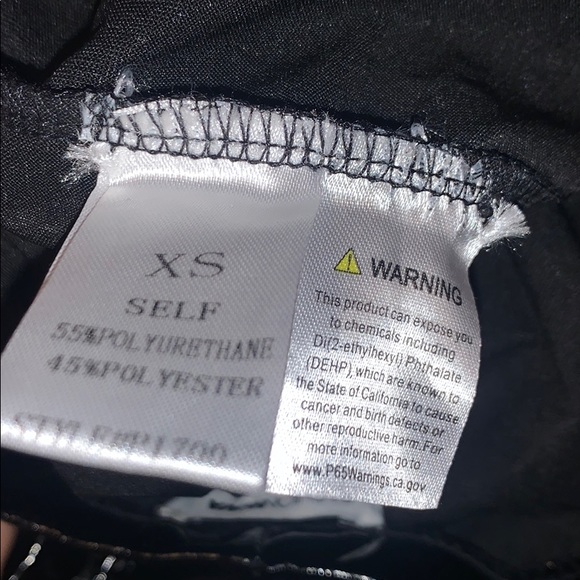 XS
SELF
55%POLYURETHANE
45%POLYESTER
STYLE#P1700
⚠ WARNING
This product can expose you
to chemicals including
Di(2-ethylhexyl) Phthalate
(DEHP), which are known to
the State of California to cause
cancer and birth defects or
other reproductive harm. For
more information go to
www.P65Warnings.ca.gov